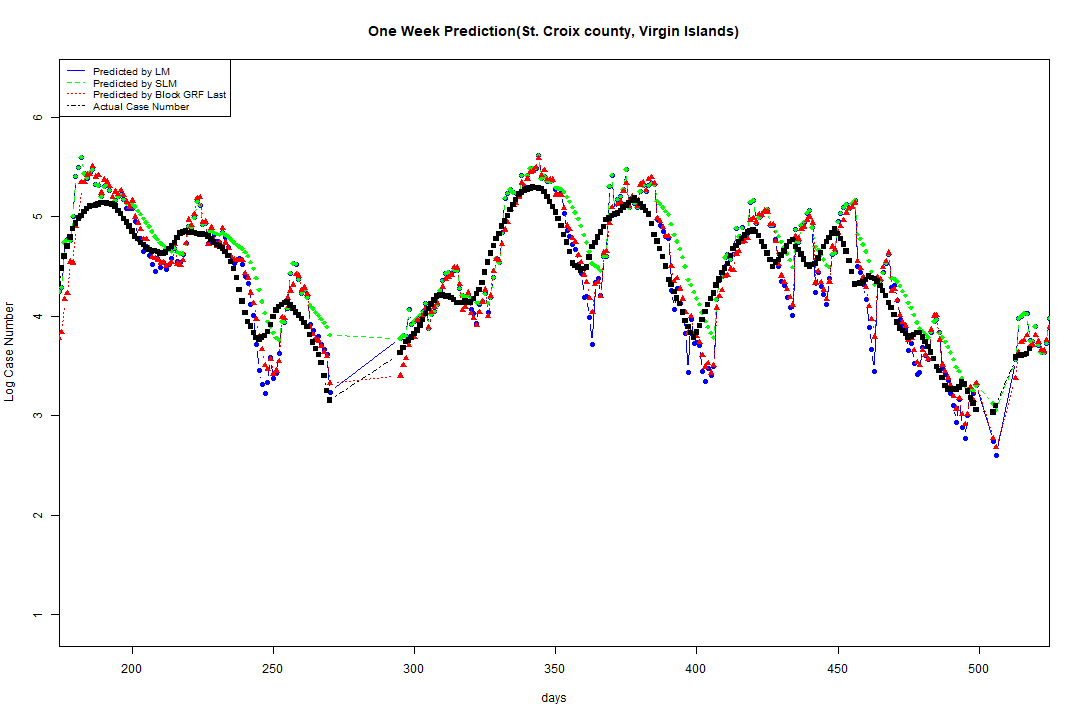 One Week Prediction(St. Croix county, Virgin Islands)
Predicted by LM
Predicted by SLM
Predicted by Block GRF Last
Actual Case Number
6
5
4
3
2
1
Log Case Number
200 250 300 350 400 450 500
days